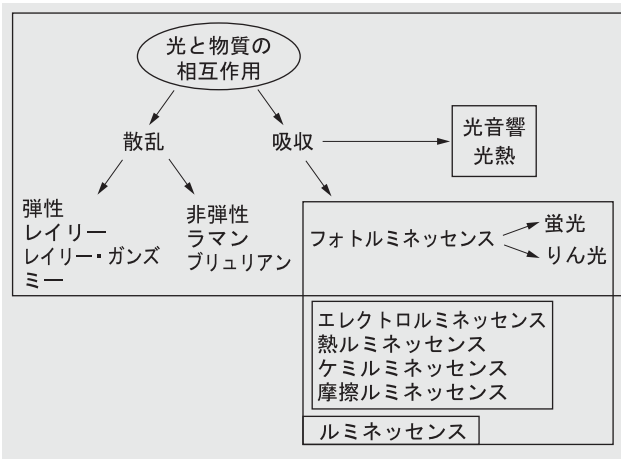 光と物質の
相互作用
散乱
吸収
光音響
光熱
弾性
レイリー
レイリー・ガンズ
ミー
非弾性
ラマン
ブリュリアン
フォトルミネッセンス
蛍光
りん光
エレクトロルミネッセンス
熱ルミネッセンス
ケミルミネッセンス
摩擦ルミネッセンス
ルミネッセンス